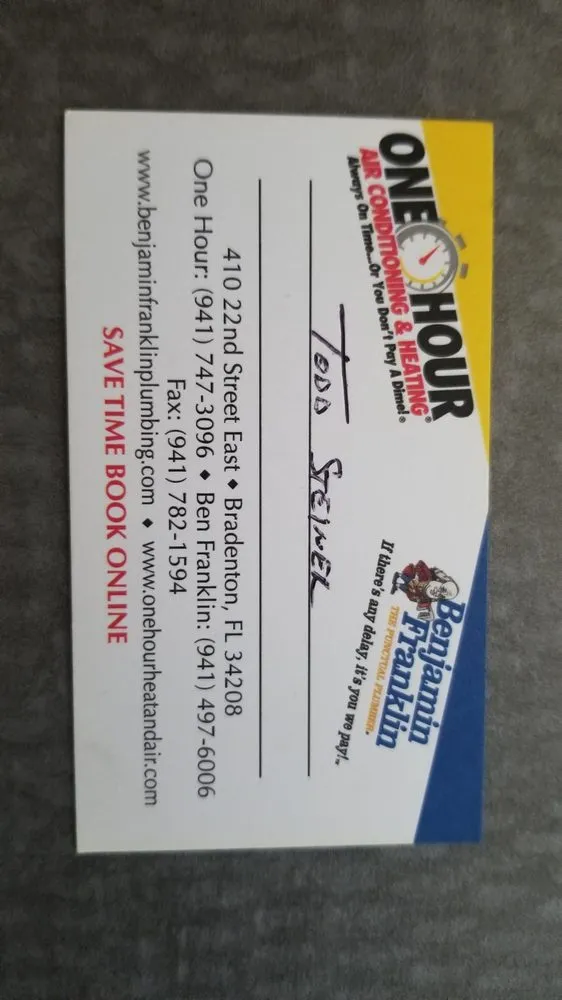 ONE HOUR
AIR CONDITIONING & HEATING®
Always On Time...Or You Don't Pay A Dime!®
Benjamin
Franklin
THE PUNCTUAL PLUMBER®
If there's any delay, it's you we pay!™
TODD STEINER
410 22nd Street East ♦ Bradenton, FL 34208
One Hour: (941) 747-3096 ♦ Ben Franklin: (941) 497-6006
Fax: (941) 782-1594
www.benjaminfranklinplumbing.com ♦ www.onehourheatandair.com
SAVE TIME BOOK ONLINE